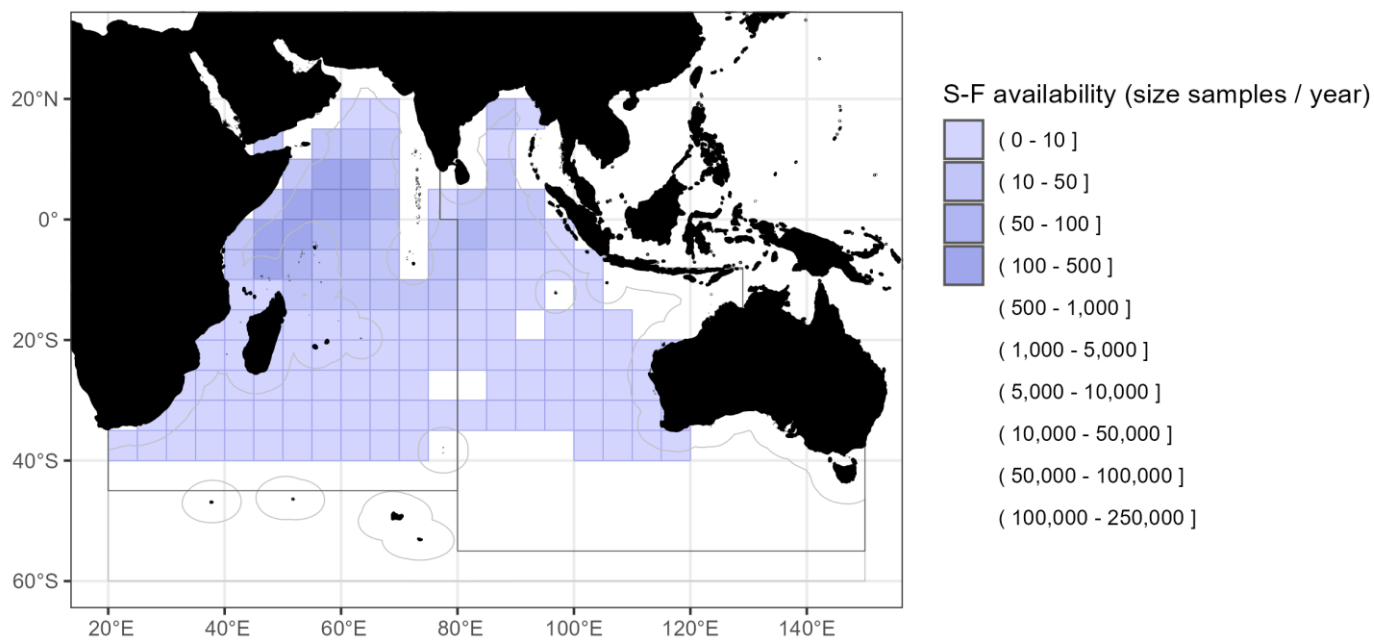 S-F availability (size samples / year)
( 0 - 10 ]
( 10 - 50 ]
( 50 - 100 ]
( 100 - 500 ]
( 500 - 1,000 ]
( 1,000 - 5,000 ]
( 5,000 - 10,000 ]
( 10,000 - 50,000 ]
( 50,000 - 100,000 ]
( 100,000 - 250,000 ]
20°N
0°
20°S
40°S
60°S
20°E 40°E 60°E 80°E 100°E 120°E 140°E